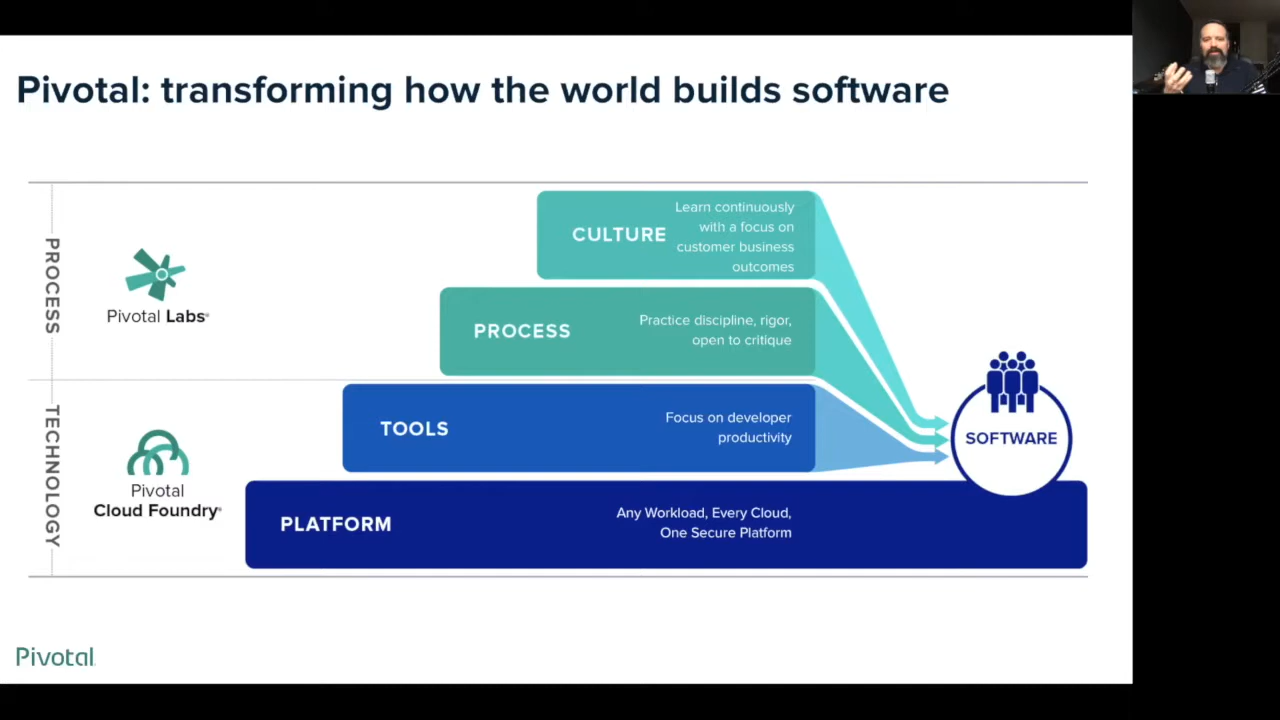 Pivotal: transforming how the world builds software
PROCESS
Pivotal Labs®
CULTURE
Learn continuously
with a focus on
customer business
outcomes
PROCESS
Practice discipline, rigor,
open to critique
TECHNOLOGY
Pivotal
Cloud Foundry®
TOOLS
Focus on developer
productivity
PLATFORM
Any Workload, Every Cloud,
One Secure Platform
SOFTWARE
Pivotal